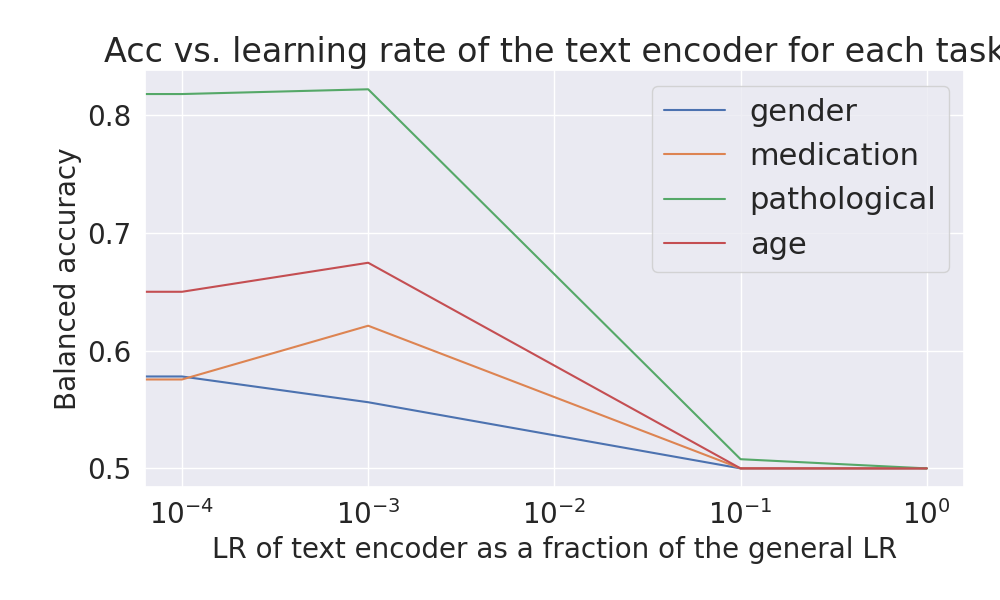 Acc vs. learning rate of the text encoder for each task
gender
medication
pathological
age
Balanced accuracy
0.8
0.7
0.6
0.5
10⁻⁴ 10⁻³ 10⁻² 10⁻¹ 10⁰
LR of text encoder as a fraction of the general LR